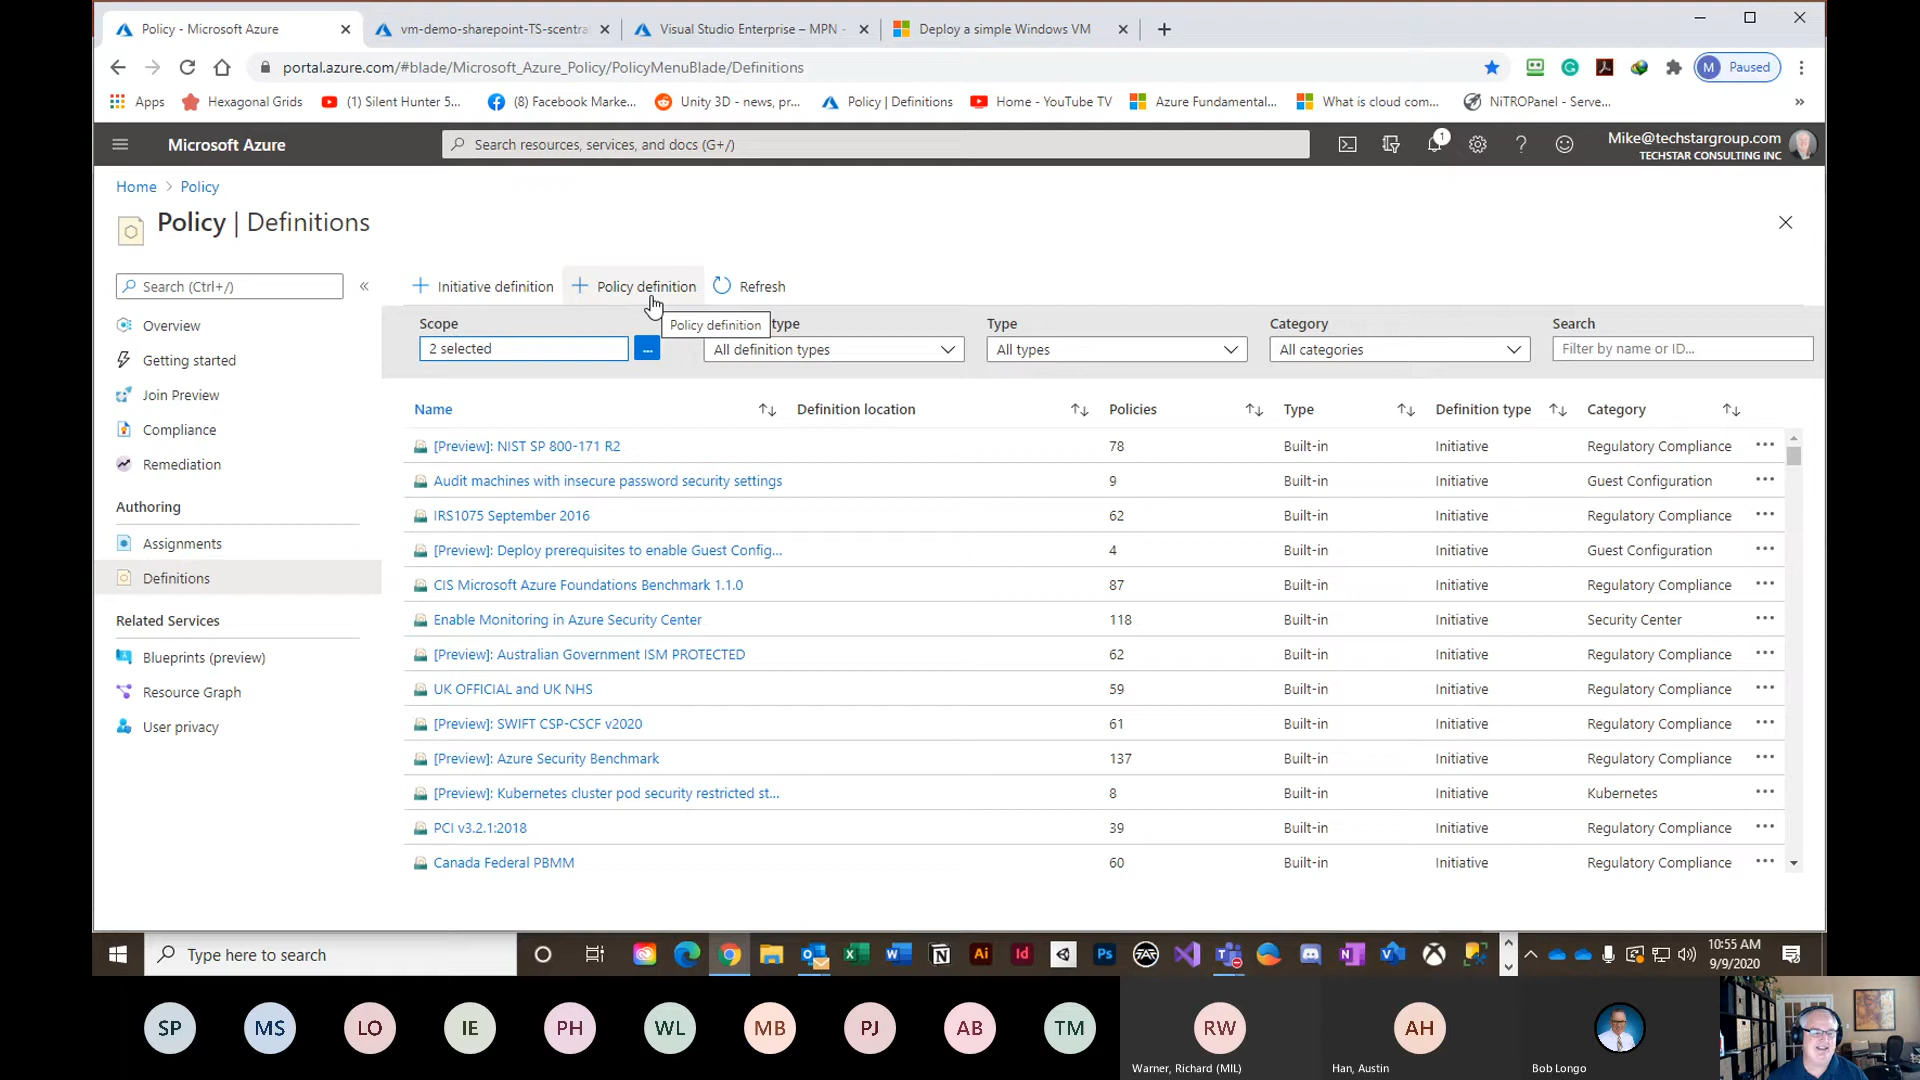 Policy - Microsoft Azure
vm-demo-sharepoint-TS-scentra
Visual Studio Enterprise – MPN -
Deploy a simple Windows VM
portal.azure.com/#blade/Microsoft_Azure_Policy/PolicyMenuBlade/Definitions
M Paused
Apps
Hexagonal Grids
(1) Silent Hunter 5...
(8) Facebook Marke...
Unity 3D - news, pr...
Policy | Definitions
Home - YouTube TV
Azure Fundamental...
What is cloud com...
NiTROPanel - Serve...
»
Microsoft Azure
Search resources, services, and docs (G+/)
1
Mike@techstargroup.com
TECHSTAR CONSULTING INC
Home > Policy
Policy | Definitions
Search (Ctrl+/)
«
Overview
Getting started
Join Preview
Compliance
Remediation
Authoring
Assignments
Definitions
Related Services
Blueprints (preview)
Resource Graph
User privacy
+ Initiative definition
+ Policy definition
Refresh
Policy definition
Scope
type
Type
Category
Search
2 selected
...
All definition types
All types
All categories
Filter by name or ID...
Name Definition location Policies Type Definition type Category
[Preview]: NIST SP 800-171 R2 78 Built-in Initiative Regulatory Compliance ...
Audit machines with insecure password security settings 9 Built-in Initiative Guest Configuration ...
IRS1075 September 2016 62 Built-in Initiative Regulatory Compliance ...
[Preview]: Deploy prerequisites to enable Guest Config... 4 Built-in Initiative Guest Configuration ...
CIS Microsoft Azure Foundations Benchmark 1.1.0 87 Built-in Initiative Regulatory Compliance ...
Enable Monitoring in Azure Security Center 118 Built-in Initiative Security Center ...
[Preview]: Australian Government ISM PROTECTED 62 Built-in Initiative Regulatory Compliance ...
UK OFFICIAL and UK NHS 59 Built-in Initiative Regulatory Compliance ...
[Preview]: SWIFT CSP-CSCF v2020 61 Built-in Initiative Regulatory Compliance ...
[Preview]: Azure Security Benchmark 137 Built-in Initiative Regulatory Compliance ...
[Preview]: Kubernetes cluster pod security restricted st... 8 Built-in Initiative Kubernetes ...
PCI v3.2.1:2018 39 Built-in Initiative Regulatory Compliance ...
Canada Federal PBMM 60 Built-in Initiative Regulatory Compliance ...
Type here to search
Ai
Id
Ps
10:55 AM
9/9/2020
SP
MS
LO
IE
PH
WL
MB
PJ
AB
TM
RW
AH
Warner, Richard (MIL)
Han, Austin
Bob Longo